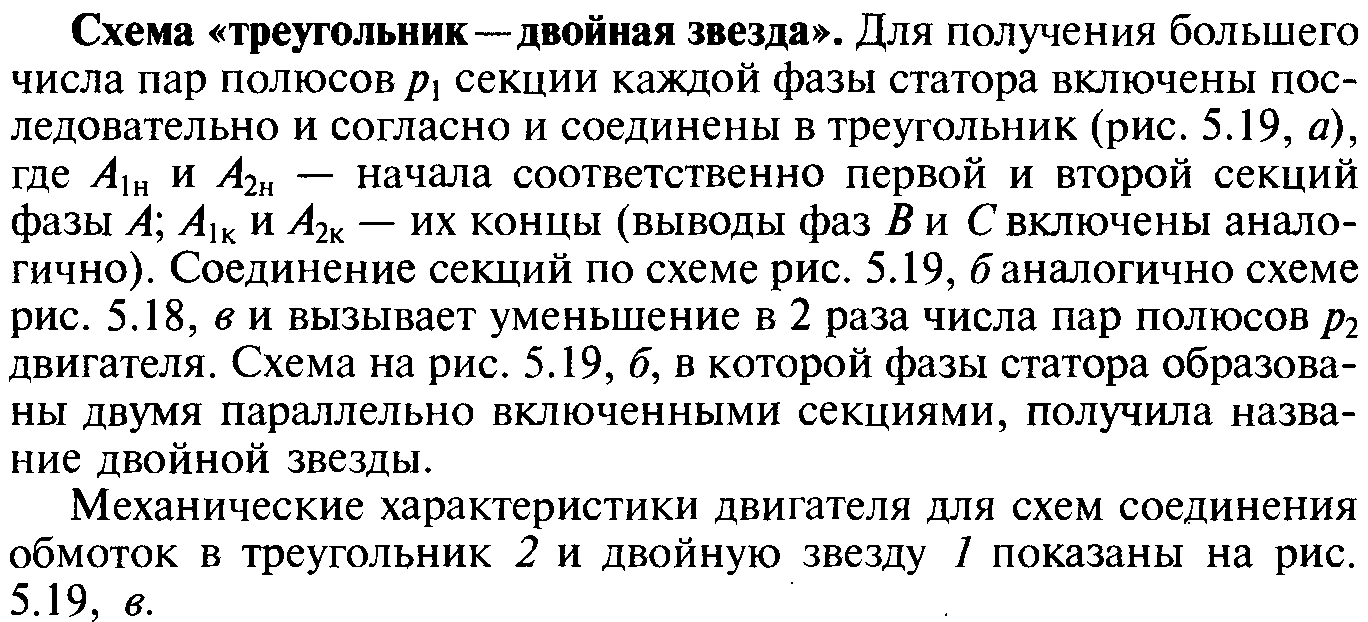 Схема «треугольник — двойная звезда». Для получения большего
числа пар полюсов p₁ секции каждой фазы статора включены пос-
ледовательно и согласно и соединены в треугольник (рис. 5.19, а),
где A₁ₙ и A₂ₙ — начала соответственно первой и второй секций
фазы A; A₁ₖ и A₂ₖ — их концы (выводы фаз B и C включены анало-
гично). Соединение секций по схеме рис. 5.19, б аналогично схеме
рис. 5.18, в и вызывает уменьшение в 2 раза числа пар полюсов p₂
двигателя. Схема на рис. 5.19, б, в которой фазы статора образова-
ны двумя параллельно включенными секциями, получила назва-
ние двойной звезды.
Механические характеристики двигателя для схем соединения
обмоток в треугольник 2 и двойную звезду 1 показаны на рис.
5.19, в.